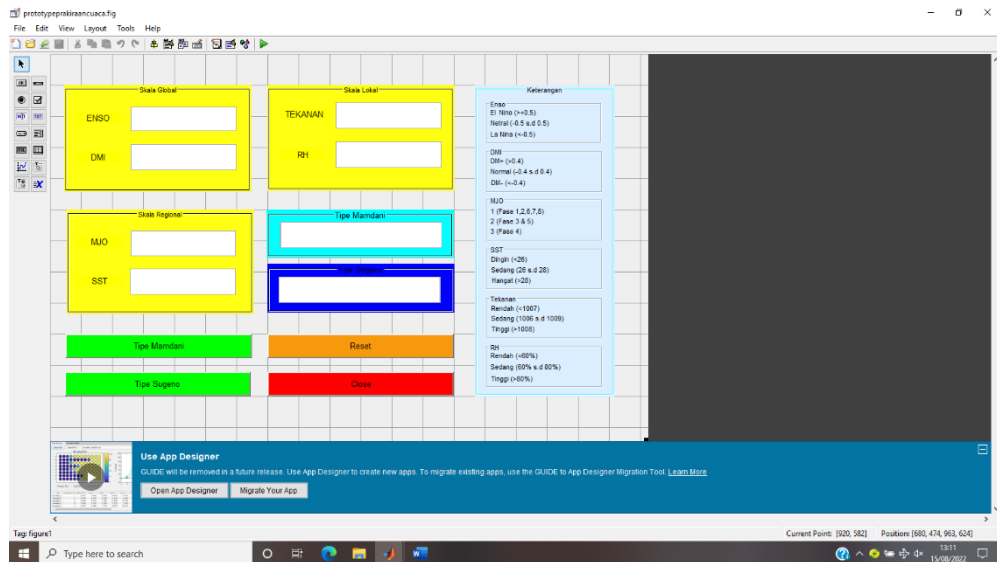 prototypeprakiraancuaca.fig
File Edit View Layout Tools Help
Skala Global
ENSO
DMI
Skala Lokal
TEKANAN
RH
Skala Regional
MJO
SST
Tipe Mamdani
Tipe Sugeno
Tipe Mamdani
Reset
Tipe Sugeno
Close
Keterangan
Enso
El Nino (>+0.5)
Netral (-0.5 s.d 0.5)
La Nina (<-0.5)
DMI
DM+ (>0.4)
Normal (-0.4 s.d 0.4)
DM- (<-0.4)
MJO
1 (Fase 1,2,6,7,8)
2 (Fase 3 & 5)
3 (Fase 4)
SST
Dingin (<26)
Sedang (26 s.d 28)
Hangat (>28)
Tekanan
Rendah (<1007)
Sedang (1006 s.d 1009)
Tinggi (>1008)
RH
Rendah (<60%)
Sedang (60% s.d 80%)
Tinggi (>80%)
Use App Designer
GUIDE will be removed in a future release. Use App Designer to create new apps. To migrate existing apps, use the GUIDE to App Designer Migration Tool. Learn More
Open App Designer Migrate Your App
Tag: figure1
Current Point: [920, 582] Position: [680, 474, 963, 624]
Type here to search
13:11
15/08/2022